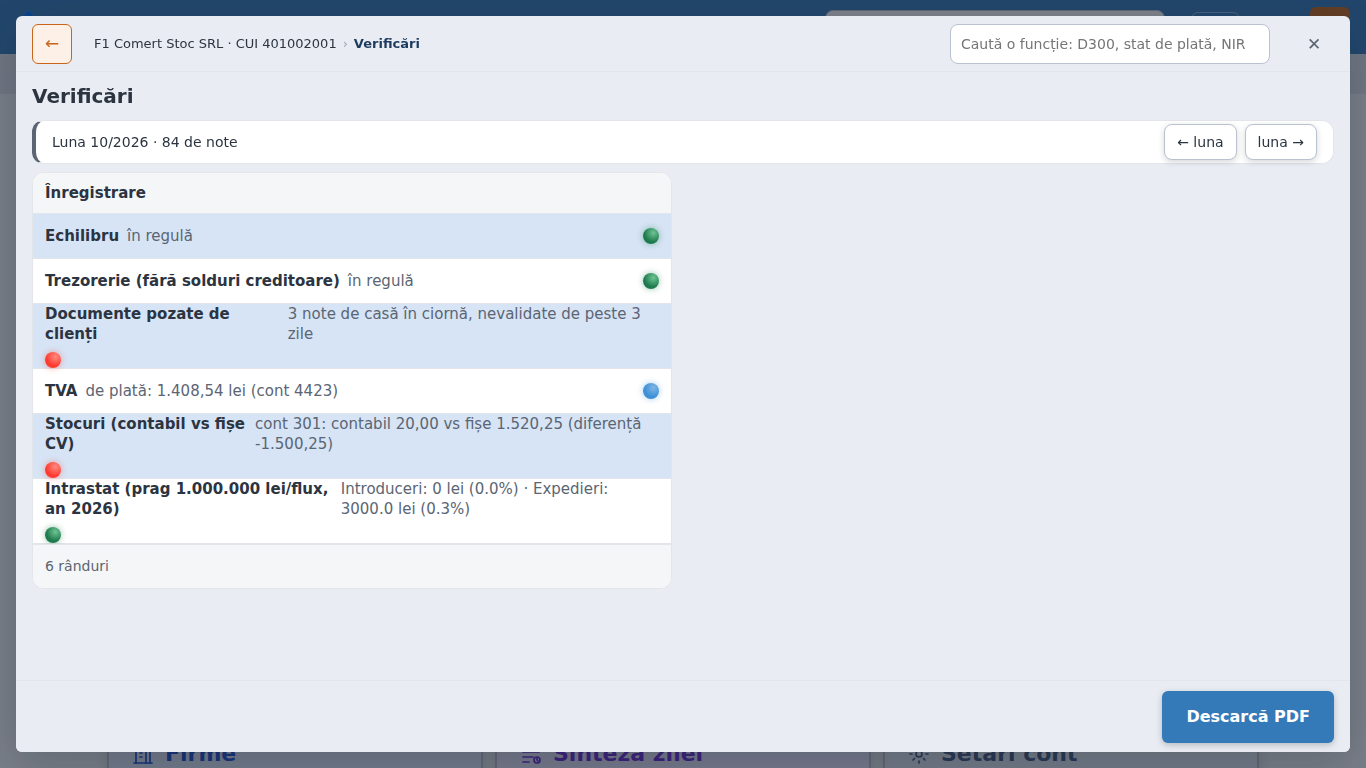 ←
F1 Comert Stoc SRL · CUI 401002001 › Verificări
Caută o funcție: D300, stat de plată, NIR
✕
Verificări
Luna 10/2026 · 84 de note
← luna
luna →
Înregistrare
Echilibru în regulă
Trezorerie (fără solduri creditoare) în regulă
Documente pozate de
clienți
3 note de casă în ciornă, nevalidate de peste 3
zile
TVA de plată: 1.408,54 lei (cont 4423)
Stocuri (contabil vs fișe
CV)
cont 301: contabil 20,00 vs fișe 1.520,25 (diferență
-1.500,25)
Intrastat (prag 1.000.000 lei/flux,
an 2026)
Introduceri: 0 lei (0.0%) · Expedieri:
3000.0 lei (0.3%)
6 rânduri
Descarcă PDF
Firme
Sinteza zilei
Setări cont